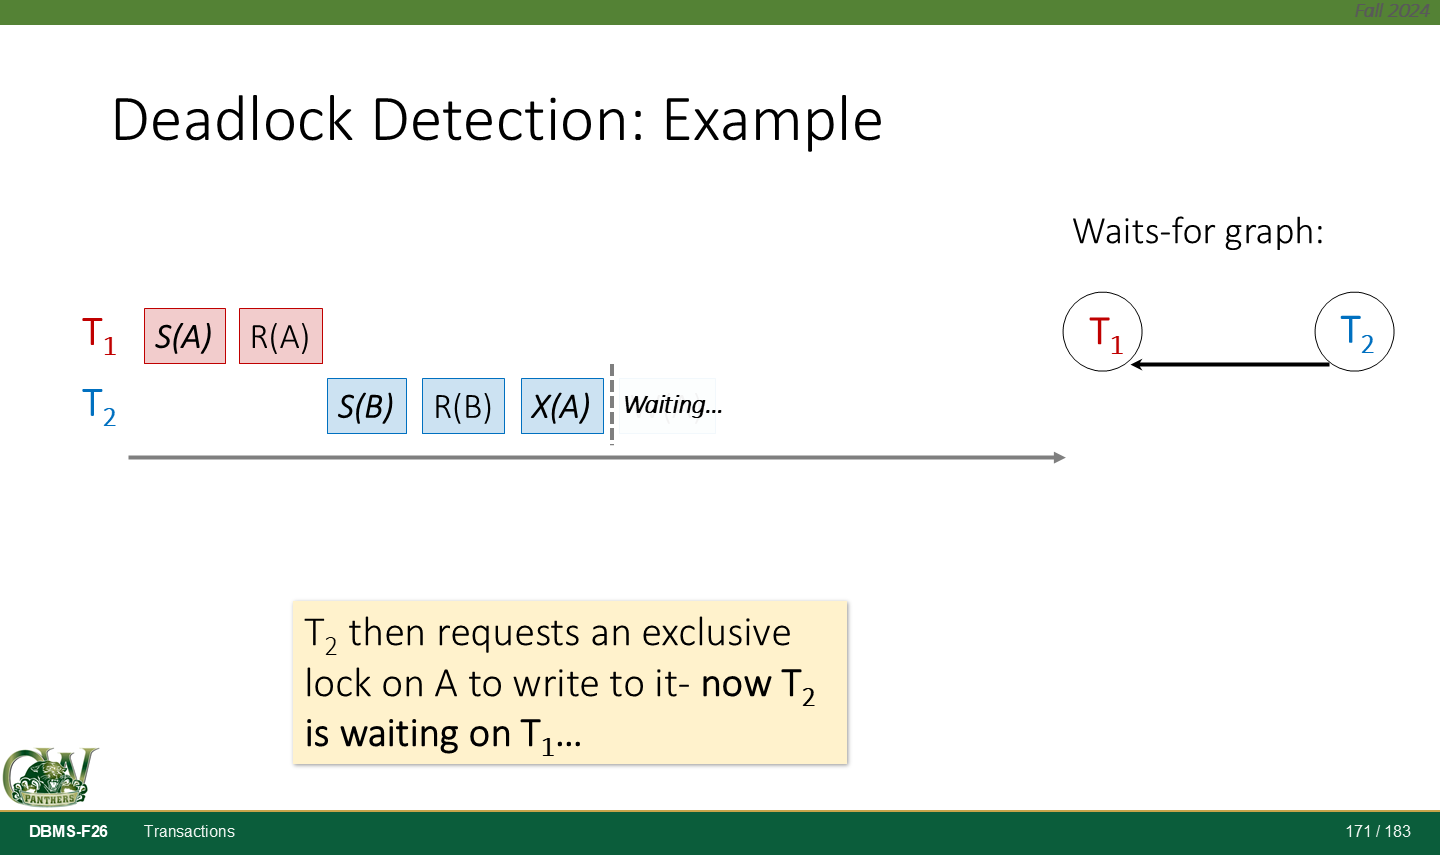 Fall 2024
Deadlock Detection: Example
Waits-for graph:
T1 S(A) R(A)
T1 T2
T2 S(B) R(B) X(A) Waiting...
T2 then requests an exclusive
lock on A to write to it- now T2
is waiting on T1...
OW
PANTHERS
DBMS-F26 Transactions 171 / 183